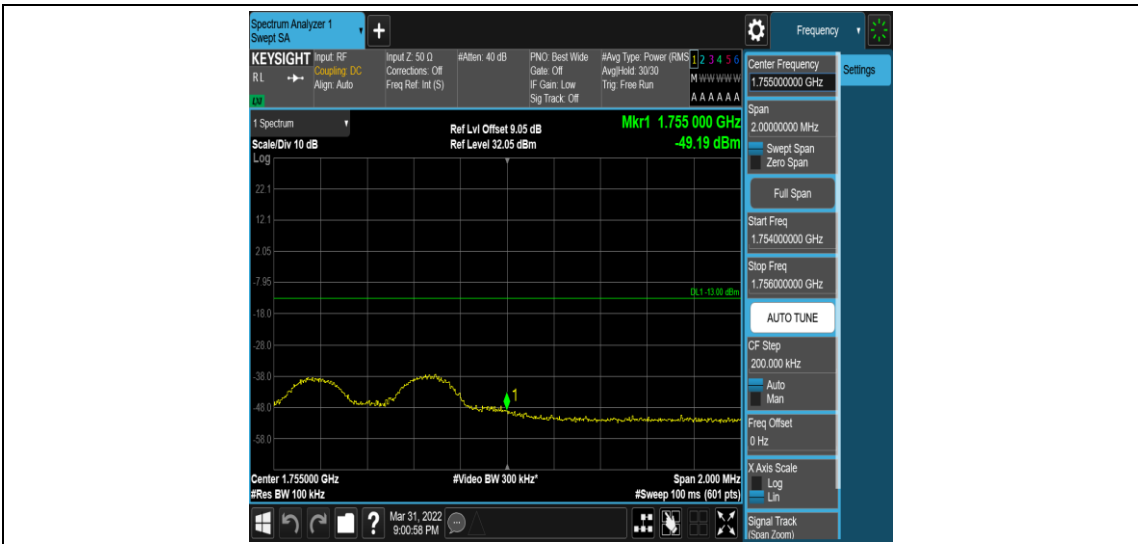 Spectrum Analyzer 1
Swept SA
+
Frequency
KEYSIGHT
RL
LXI
Input: RF
Coupling: DC
Align: Auto
Input Z: 50 Ω
Corrections: Off
Freq Ref: Int (S)
#Atten: 40 dB
PNO: Best Wide
Gate: Off
IF Gain: Low
Sig Track: Off
#Avg Type: Power (RMS
Avg|Hold: 30/30
Trig: Free Run
1 2 3 4 5 6
M W W W W W
A A A A A A
1 Spectrum
Scale/Div 10 dB
Log
Ref Lvl Offset 9.05 dB
Ref Level 32.05 dBm
Mkr1 1.755 000 GHz
-49.19 dBm
22.1
12.1
2.05
-7.95
DL1 -13.00 dBm
-18.0
-28.0
-38.0
1
-48.0
-58.0
Center 1.755000 GHz
#Video BW 300 kHz*
Span 2.000 MHz
#Res BW 100 kHz
#Sweep 100 ms (601 pts)
?
Mar 31, 2022
9:00:58 PM
Center Frequency
1.755000000 GHz
Settings
Span
2.00000000 MHz
Swept Span
Zero Span
Full Span
Start Freq
1.754000000 GHz
Stop Freq
1.756000000 GHz
AUTO TUNE
CF Step
200.000 kHz
Auto
Man
Freq Offset
0 Hz
X Axis Scale
Log
Lin
Signal Track
(Span Zoom)